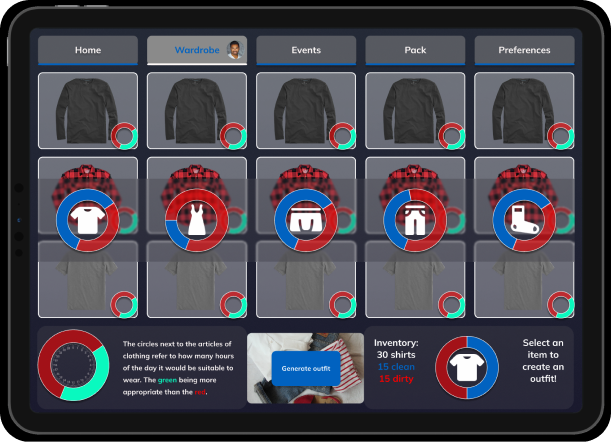 Home
Wardrobe
Events
Pack
Preferences
The circles next to the articles of
clothing refer to how many hours
of the day it would be suitable to
wear. The green being more
appropriate than the red.
Generate outfit
Inventory:
30 shirts
15 clean
15 dirty
Select an
item to
create an
outfit!